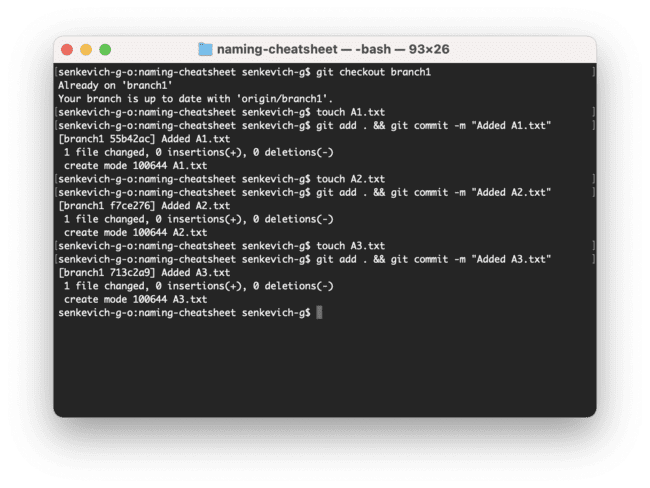 naming-cheatsheet — -bash — 93×26
[senkevich-g-o:naming-cheatsheet senkevich-g$ git checkout branch1 ]
Already on 'branch1'
Your branch is up to date with 'origin/branch1'.
[senkevich-g-o:naming-cheatsheet senkevich-g$ touch A1.txt ]
[senkevich-g-o:naming-cheatsheet senkevich-g$ git add . && git commit -m "Added A1.txt" ]
[branch1 55b42ac] Added A1.txt
1 file changed, 0 insertions(+), 0 deletions(-)
create mode 100644 A1.txt
[senkevich-g-o:naming-cheatsheet senkevich-g$ touch A2.txt ]
[senkevich-g-o:naming-cheatsheet senkevich-g$ git add . && git commit -m "Added A2.txt" ]
[branch1 f7ce276] Added A2.txt
1 file changed, 0 insertions(+), 0 deletions(-)
create mode 100644 A2.txt
[senkevich-g-o:naming-cheatsheet senkevich-g$ touch A3.txt ]
[senkevich-g-o:naming-cheatsheet senkevich-g$ git add . && git commit -m "Added A3.txt" ]
[branch1 713c2a9] Added A3.txt
1 file changed, 0 insertions(+), 0 deletions(-)
create mode 100644 A3.txt
senkevich-g-o:naming-cheatsheet senkevich-g$